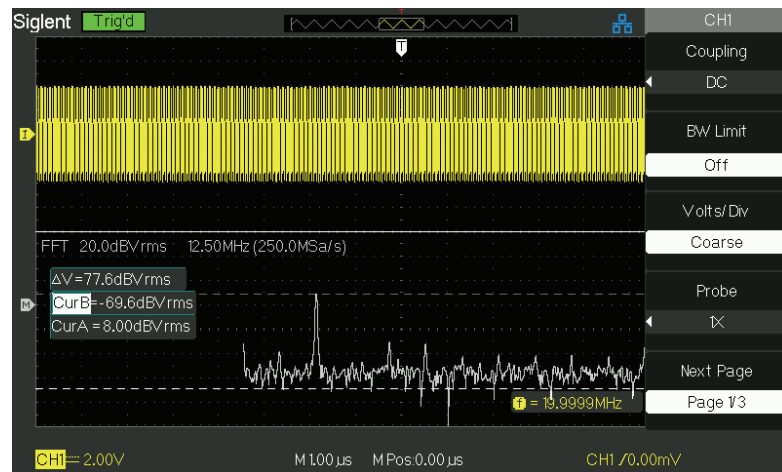 Siglent Trig'd
T
CH1
Coupling
DC
BW Limit
Off
Volts/Div
Coarse
Probe
1X
Next Page
Page 1/3
1
FFT 20.0dBVrms 12.50MHz (250.0MSa/s)
ΔV=77.6dBVrms
CurB=-69.6dBVrms
CurA=8.00dBVrms
M
f = 19.9999MHz
CH1 2.00V M 1.00µs M Pos:0.00µs CH1 0.00mV